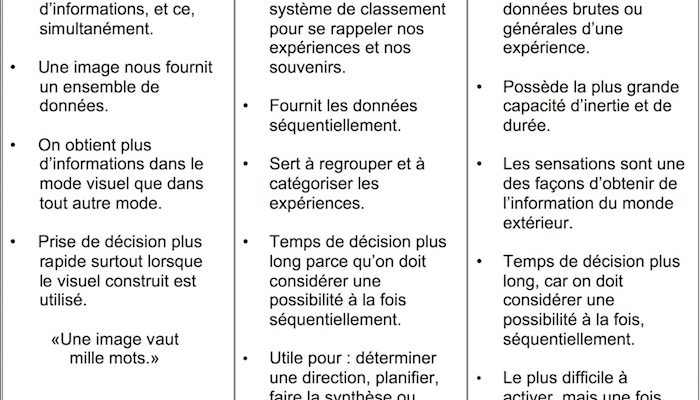 d'informations, et ce,
simultanément.
• Une image nous fournit
un ensemble de
données.
• On obtient plus
d'informations dans le
mode visuel que dans
tout autre mode.
• Prise de décision plus
rapide surtout lorsque
le visuel construit est
utilisé.
«Une image vaut
mille mots.»
système de classement
pour se rappeler nos
expériences et nos
souvenirs.
• Fournit les données
séquentiellement.
• Sert à regrouper et à
catégoriser les
expériences.
• Temps de décision plus
long parce qu'on doit
considérer une
possibilité à la fois
séquentiellement.
• Utile pour : déterminer
une direction, planifier,
faire la synthèse ou
données brutes ou
générales d'une
expérience.
• Possède la plus grande
capacité d'inertie et de
durée.
• Les sensations sont une
des façons d'obtenir de
l'information du monde
extérieur.
• Temps de décision plus
long, car on doit
considérer une
possibilité à la fois,
séquentiellement.
• Le plus difficile à
activer, mais une fois